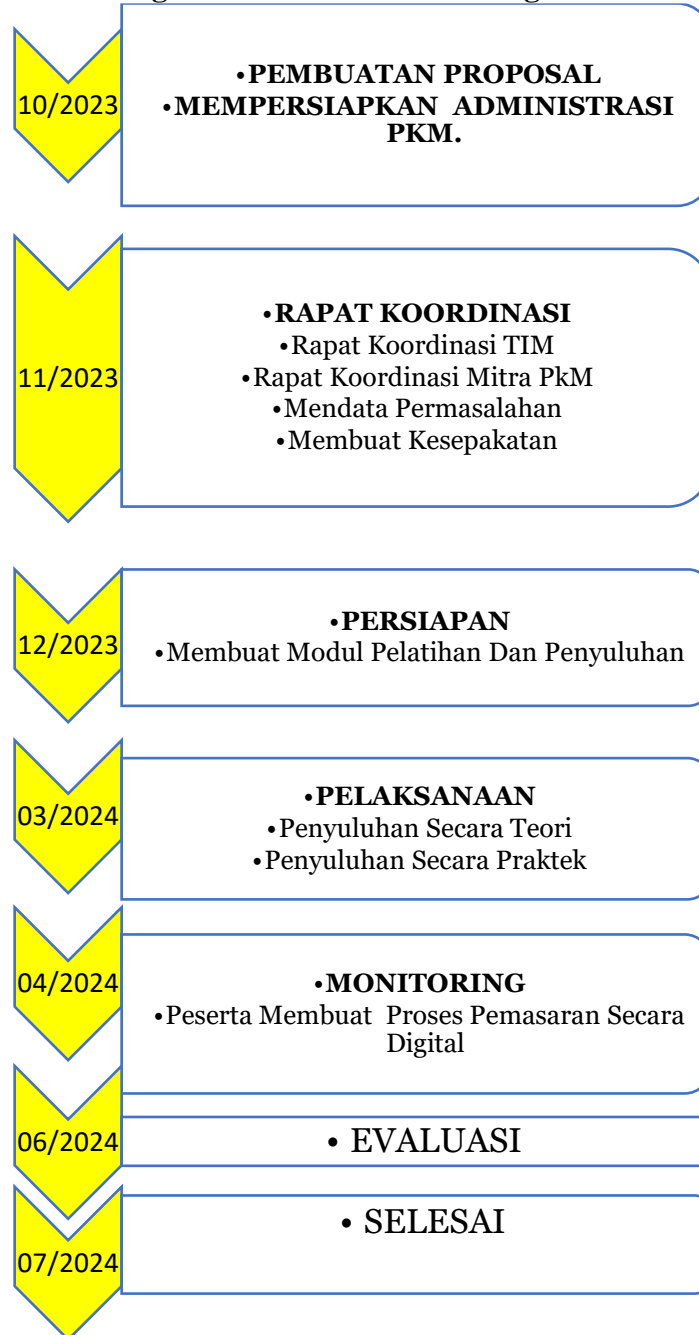 10/2023
•PEMBUATAN PROPOSAL
•MEMPERSIAPKAN ADMINISTRASI
PKM.
11/2023
•RAPAT KOORDINASI
•Rapat Koordinasi TIM
•Rapat Koordinasi Mitra PkM
•Mendata Permasalahan
•Membuat Kesepakatan
12/2023
•PERSIAPAN
•Membuat Modul Pelatihan Dan Penyuluhan
03/2024
•PELAKSANAAN
•Penyuluhan Secara Teori
•Penyuluhan Secara Praktek
04/2024
•MONITORING
•Peserta Membuat Proses Pemasaran Secara
Digital
06/2024
• EVALUASI
07/2024
• SELESAI